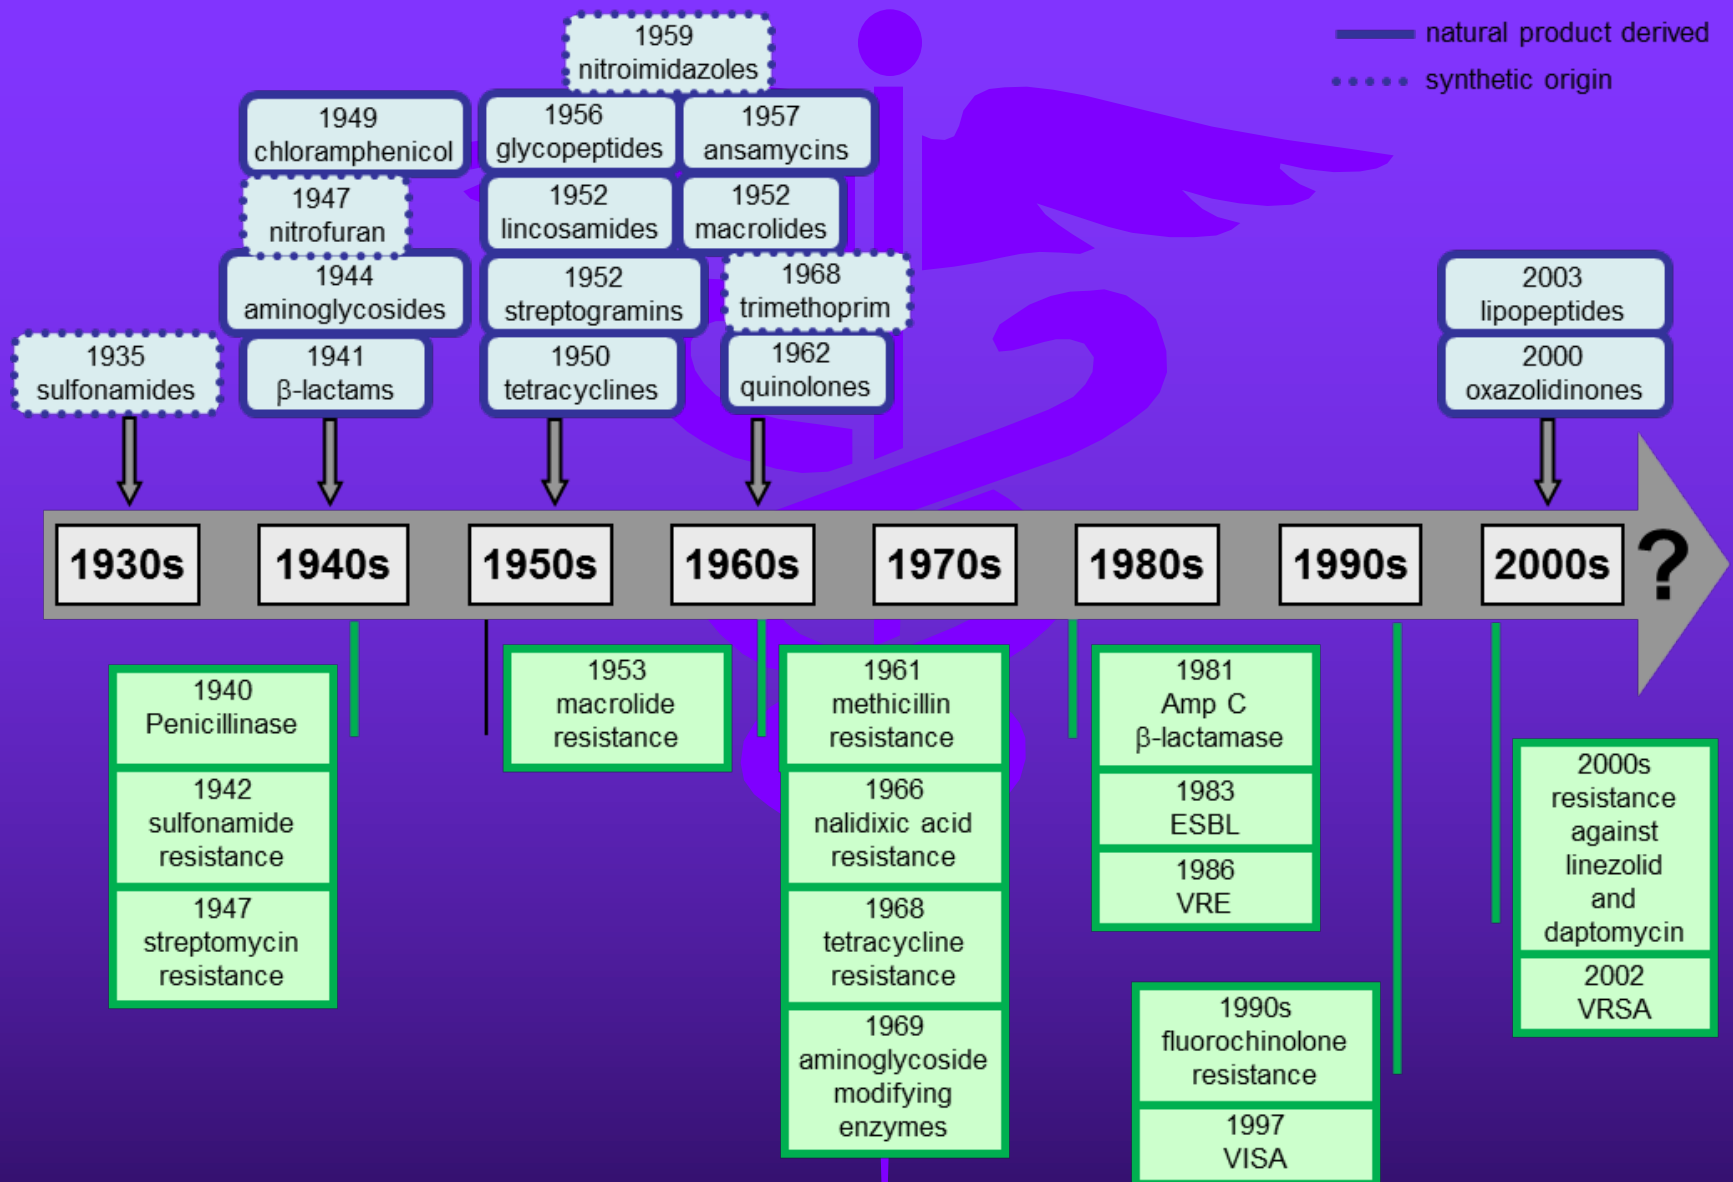 natural product derived
synthetic origin
1959
nitroimidazoles
1949
chloramphenicol
1956
glycopeptides
1957
ansamycins
1947
nitrofuran
1952
lincosamides
1952
macrolides
1944
aminoglycosides
1952
streptogramins
1968
trimethoprim
2003
lipopeptides
1935
sulfonamides
1941
β-lactams
1950
tetracyclines
1962
quinolones
2000
oxazolidinones
1930s
1940s
1950s
1960s
1970s
1980s
1990s
2000s
?
1940
Penicillinase
1942
sulfonamide
resistance
1947
streptomycin
resistance
1953
macrolide
resistance
1961
methicillin
resistance
1966
nalidixic acid
resistance
1968
tetracycline
resistance
1969
aminoglycoside
modifying
enzymes
1981
Amp C
β-lactamase
1983
ESBL
1986
VRE
1990s
fluorochinolone
resistance
1997
VISA
2000s
resistance
against
linezolid
and
daptomycin
2002
VRSA